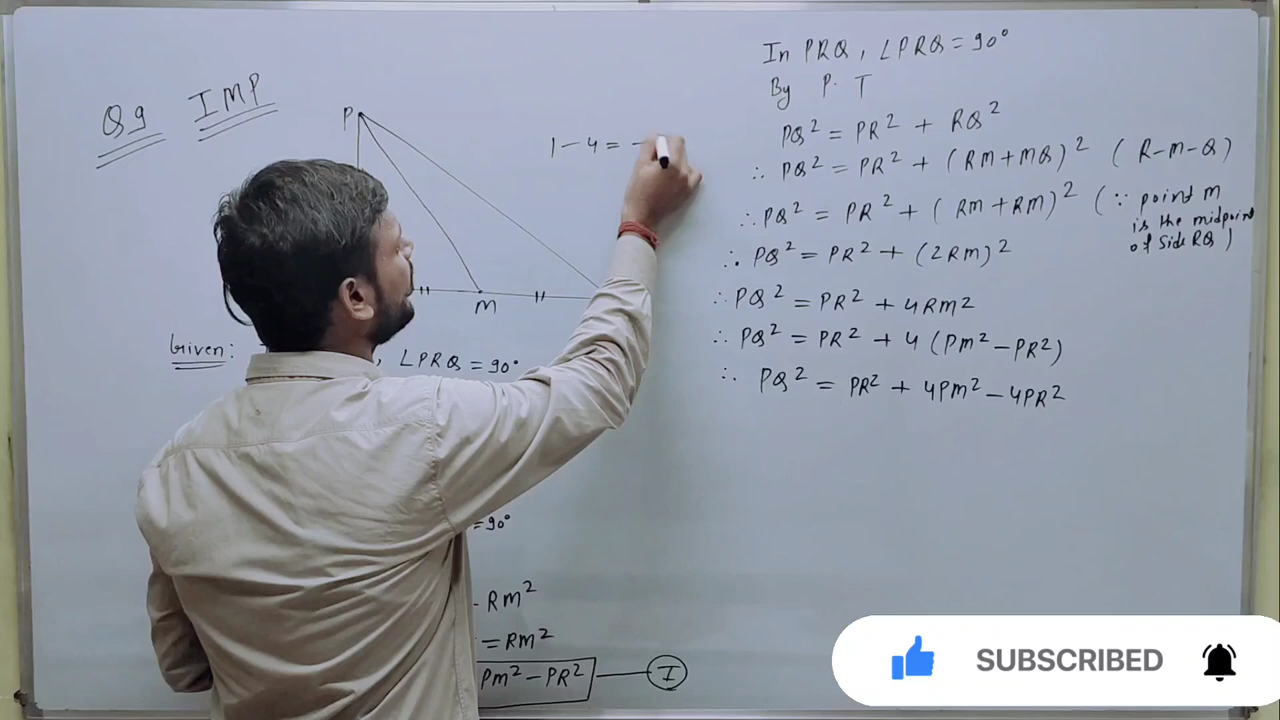 Q9 IMP
P
M
1-4 = -
Given:
, ∠PRQ = 90°
= 90°
- RM²
= RM²
PM² - PR² — I
In PRQ, ∠PRQ = 90°
By P. T
PQ² = PR² + RQ²
∴ PQ² = PR² + (RM+MQ)² (R-M-Q)
∴ PQ² = PR² + (RM+RM)² (∵ point M
is the midpoint
of side RQ)
∴ PQ² = PR² + (2RM)²
∴ PQ² = PR² + 4RM²
∴ PQ² = PR² + 4(PM² - PR²)
∴ PQ² = PR² + 4PM² - 4PR²
SUBSCRIBED